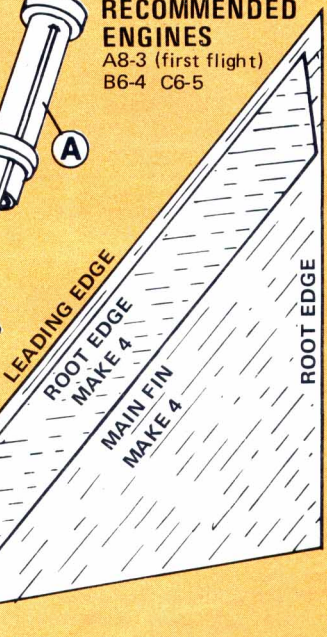 RECOMMENDED
ENGINES
A8-3 (first flight)
B6-4 C6-5
A
LEADING EDGE
ROOT EDGE
MAKE 4
MAIN FIN
MAKE 4
ROOT EDGE